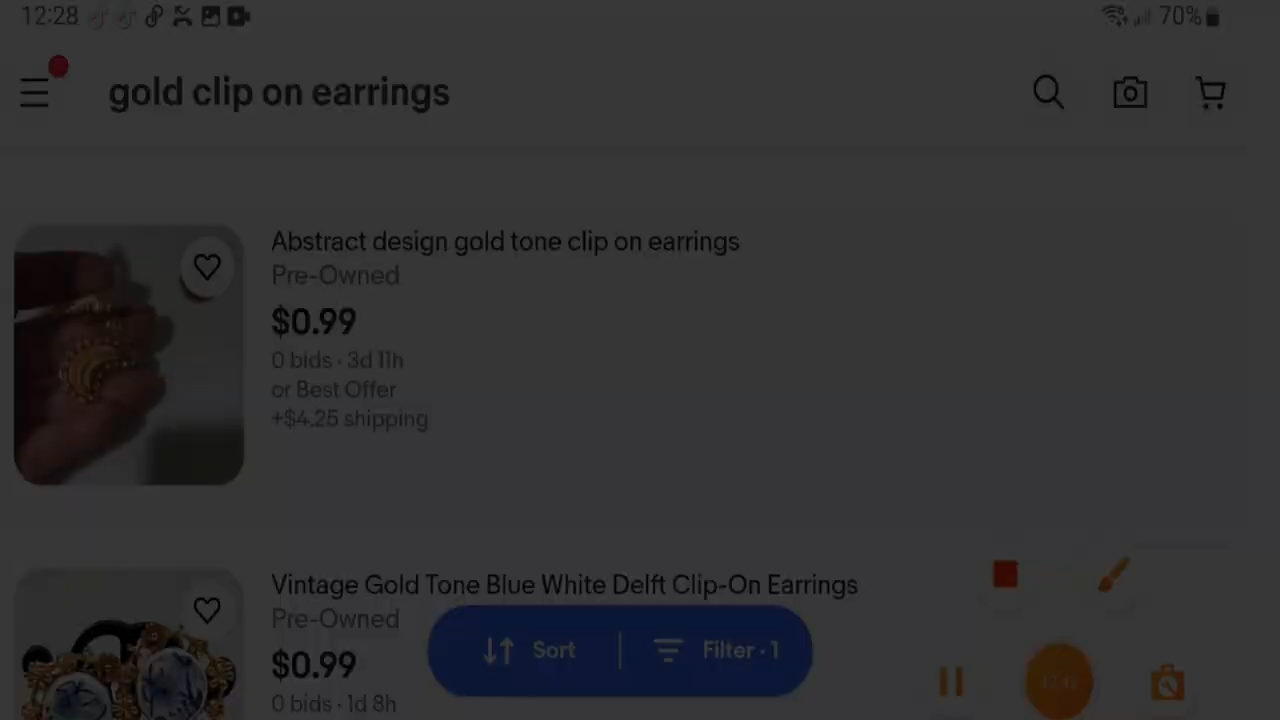 12:28
70%
gold clip on earrings
Abstract design gold tone clip on earrings
Pre-Owned
$0.99
0 bids · 3d 11h
or Best Offer
+$4.25 shipping
Vintage Gold Tone Blue White Delft Clip-On Earrings
Pre-Owned
$0.99
0 bids · 1d 8h
Sort
Filter · 1